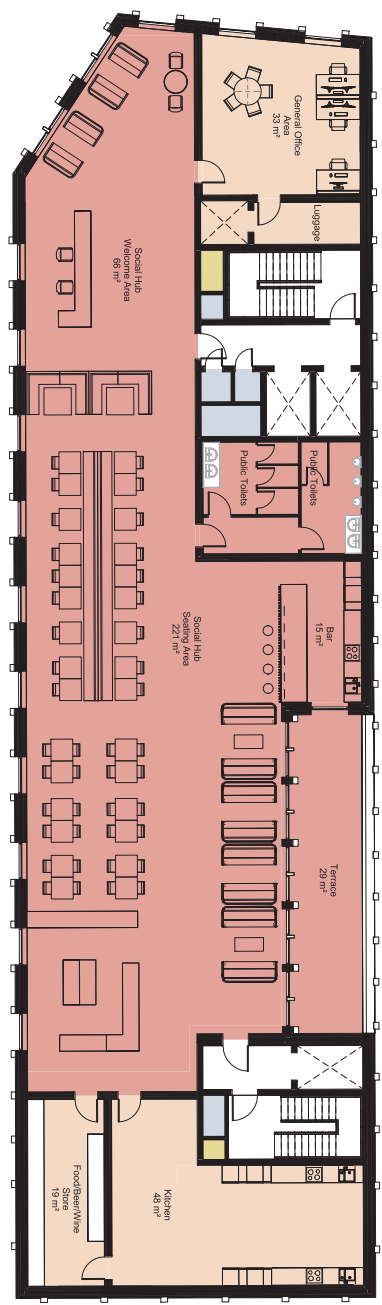 General Office
Area
33 m²
Luggage
Social Hub
Welcome Area
66 m²
Public Toilets
Public Toilets
Social Hub
Seating Area
221 m²
Bar
15 m²
Terrace
29 m²
Food/Beer/Wine
Store
19 m²
Kitchen
48 m²